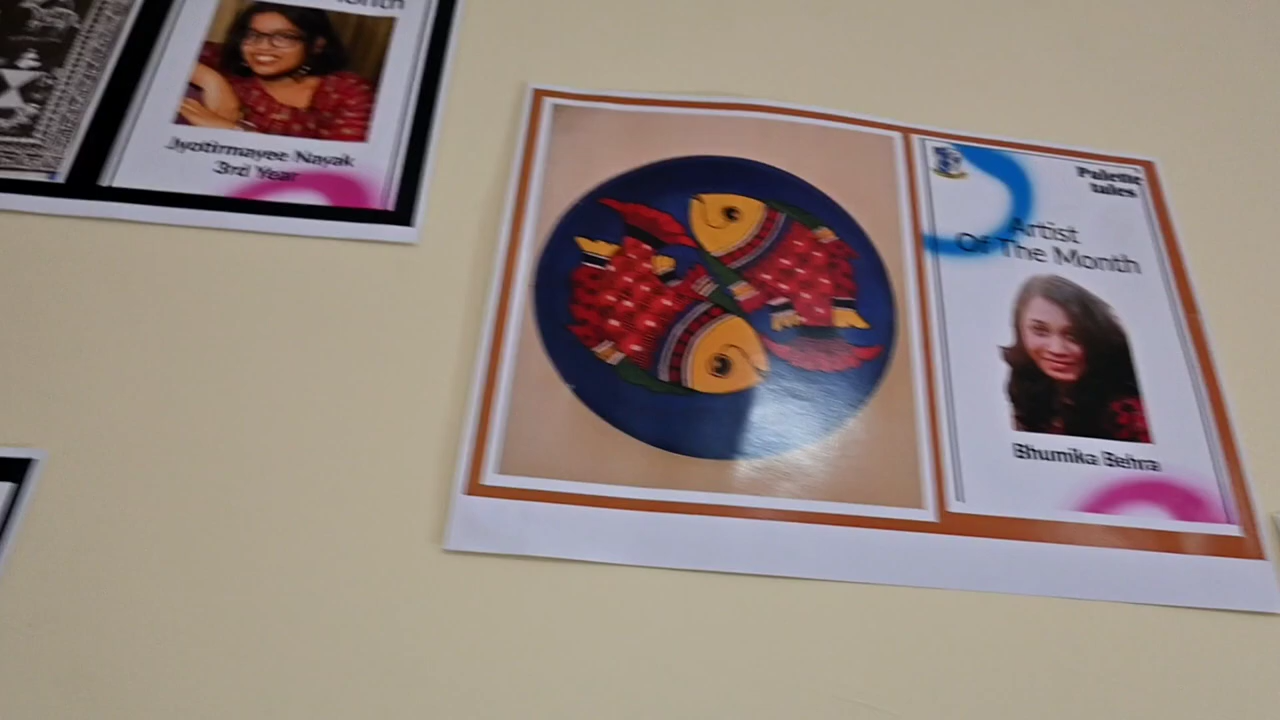 Jyotirmayee Nayak
3rd Year
Palette
tales
Artist
Of The Month
Bhumika Behra